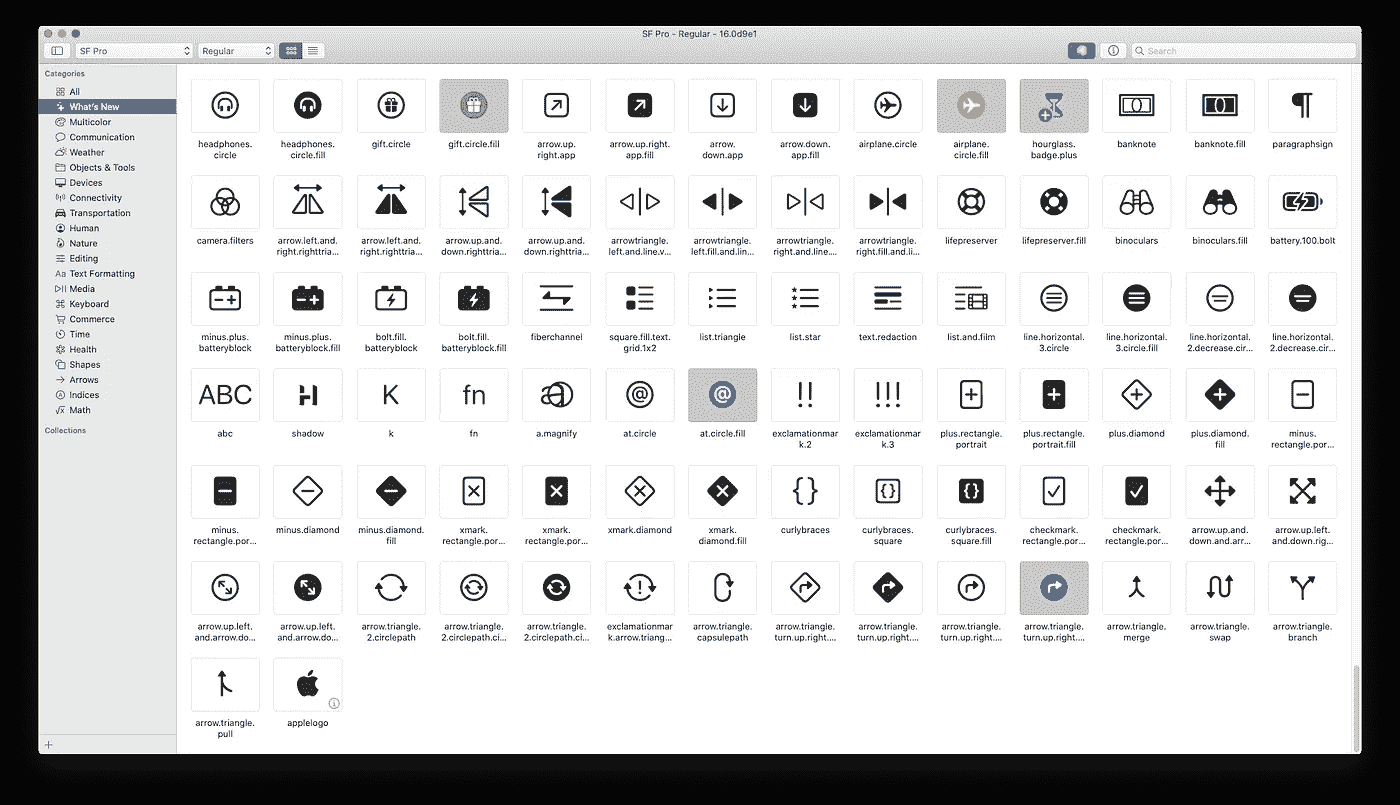 SF Pro – Regular – 16.0d9e1
SF Pro
Regular
Search
Categories
All
What's New
Multicolor
Communication
Weather
Objects & Tools
Devices
Connectivity
Transportation
Human
Nature
Editing
Text Formatting
Media
Keyboard
Commerce
Time
Health
Shapes
Arrows
Indices
Math
Collections
headphones.
circle
headphones.
circle.fill
gift.circle
gift.circle.fill
arrow.up.
right.app
arrow.up.right.
app.fill
arrow.
down.app
arrow.down.
app.fill
airplane.circle
airplane.
circle.fill
hourglass.
badge.plus
banknote
banknote.fill
paragraphsign
camera.filters
arrow.left.and.
right.righttria...
arrow.left.and.
right.righttria...
arrow.up.and.
down.righttria...
arrow.up.and.
down.righttria...
arrowtriangle.
left.and.line.v...
arrowtriangle.
left.fill.and.lin...
arrowtriangle.
right.and.line...
arrowtriangle.
right.fill.and.li...
lifepreserver
lifepreserver.fill
binoculars
binoculars.fill
battery.100.bolt
minus.plus.
batteryblock
minus.plus.
batteryblock.fill
bolt.fill.
batteryblock
bolt.fill.
batteryblock.fill
fiberchannel
square.fill.text.
grid.1x2
list.triangle
list.star
text.redaction
list.and.film
line.horizontal.
3.circle
line.horizontal.
3.circle.fill
line.horizontal.
2.decrease.cir...
line.horizontal.
2.decrease.cir...
ABC
K
fn
a
@
@
!!
!!!
abc
shadow
k
fn
a.magnify
at.circle
at.circle.fill
exclamationmar
k.2
exclamationmar
k.3
plus.rectangle.
portrait
plus.rectangle.
portrait.fill
plus.diamond
plus.diamond.
fill
minus.
rectangle.por...
minus.
rectangle.por...
minus.diamond
minus.diamond.
fill
xmark.
rectangle.por...
xmark.
rectangle.por...
xmark.diamond
xmark.
diamond.fill
curlybraces
curlybraces.
square
curlybraces.
square.fill
checkmark.
rectangle.por...
checkmark.
rectangle.por...
arrow.up.and.
down.and.arr...
arrow.up.left.
and.down.rig...
arrow.up.left.
and.arrow.do...
arrow.up.left.
and.arrow.do...
arrow.triangle.
2.circlepath
arrow.triangle.
2.circlepath.ci...
arrow.triangle.
2.circlepath.ci...
exclamationmar
k.arrow.triang...
arrow.triangle.
capsulepath
arrow.triangle.
turn.up.right....
arrow.triangle.
turn.up.right....
arrow.triangle.
turn.up.right....
arrow.triangle.
turn.up.right....
arrow.triangle.
merge
arrow.triangle.
swap
arrow.triangle.
branch
arrow.triangle.
pull
applelogo